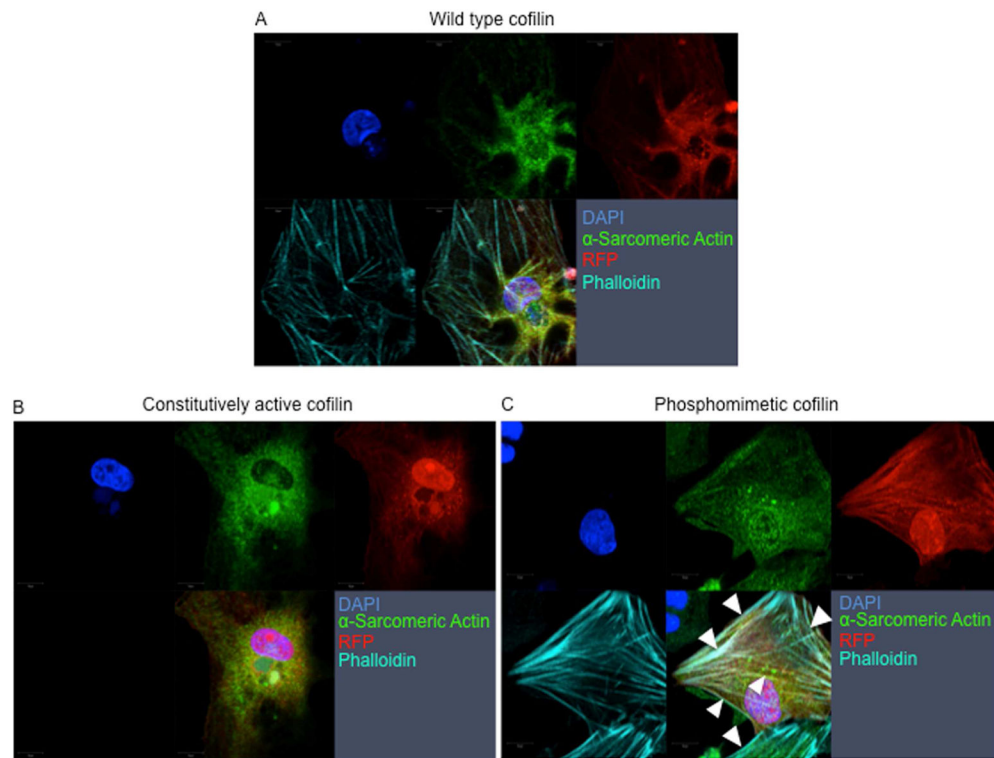 A
Wild type cofilin
DAPI
α-Sarcomeric Actin
RFP
Phalloidin
B
Constitutively active cofilin
DAPI
α-Sarcomeric Actin
RFP
Phalloidin
C
Phosphomimetic cofilin
DAPI
α-Sarcomeric Actin
RFP
Phalloidin